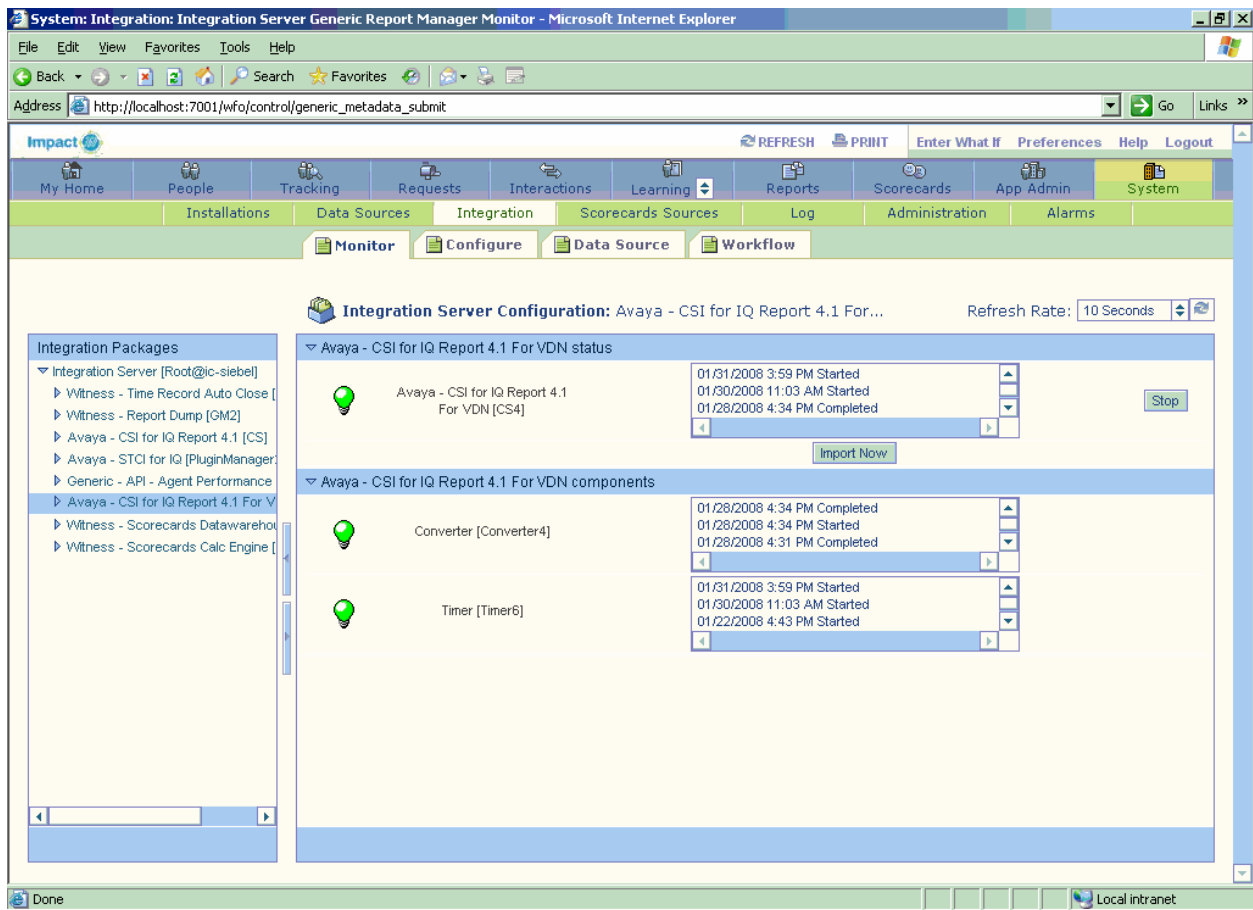 System: Integration: Integration Server Generic Report Manager Monitor - Microsoft Internet Explorer
File Edit View Favorites Tools Help
Back Search Favorites
Address http://localhost:7001/wfo/control/generic_metadata_submit Go Links »
Impact REFRESH PRINT Enter What If Preferences Help Logout
My Home People Tracking Requests Interactions Learning Reports Scorecards App Admin System
Installations Data Sources Integration Scorecards Sources Log Administration Alarms
Monitor Configure Data Source Workflow
Integration Server Configuration: Avaya - CSI for IQ Report 4.1 For... Refresh Rate: 10 Seconds
Integration Packages
Integration Server [Root@ic-siebel]
Witness - Time Record Auto Close [
Witness - Report Dump [GM2]
Avaya - CSI for IQ Report 4.1 [CS]
Avaya - STCI for IQ [PluginManager
Generic - API - Agent Performance
Avaya - CSI for IQ Report 4.1 For V
Witness - Scorecards Datawarehou
Witness - Scorecards Calc Engine [
Avaya - CSI for IQ Report 4.1 For VDN status
Avaya - CSI for IQ Report 4.1
For VDN [CS4]
01/31/2008 3:59 PM Started
01/30/2008 11:03 AM Started
01/28/2008 4:34 PM Completed
Stop
Import Now
Avaya - CSI for IQ Report 4.1 For VDN components
Converter [Converter4]
01/28/2008 4:34 PM Completed
01/28/2008 4:34 PM Started
01/28/2008 4:31 PM Completed
Timer [Timer6]
01/31/2008 3:59 PM Started
01/30/2008 11:03 AM Started
01/22/2008 4:43 PM Started
Done Local intranet